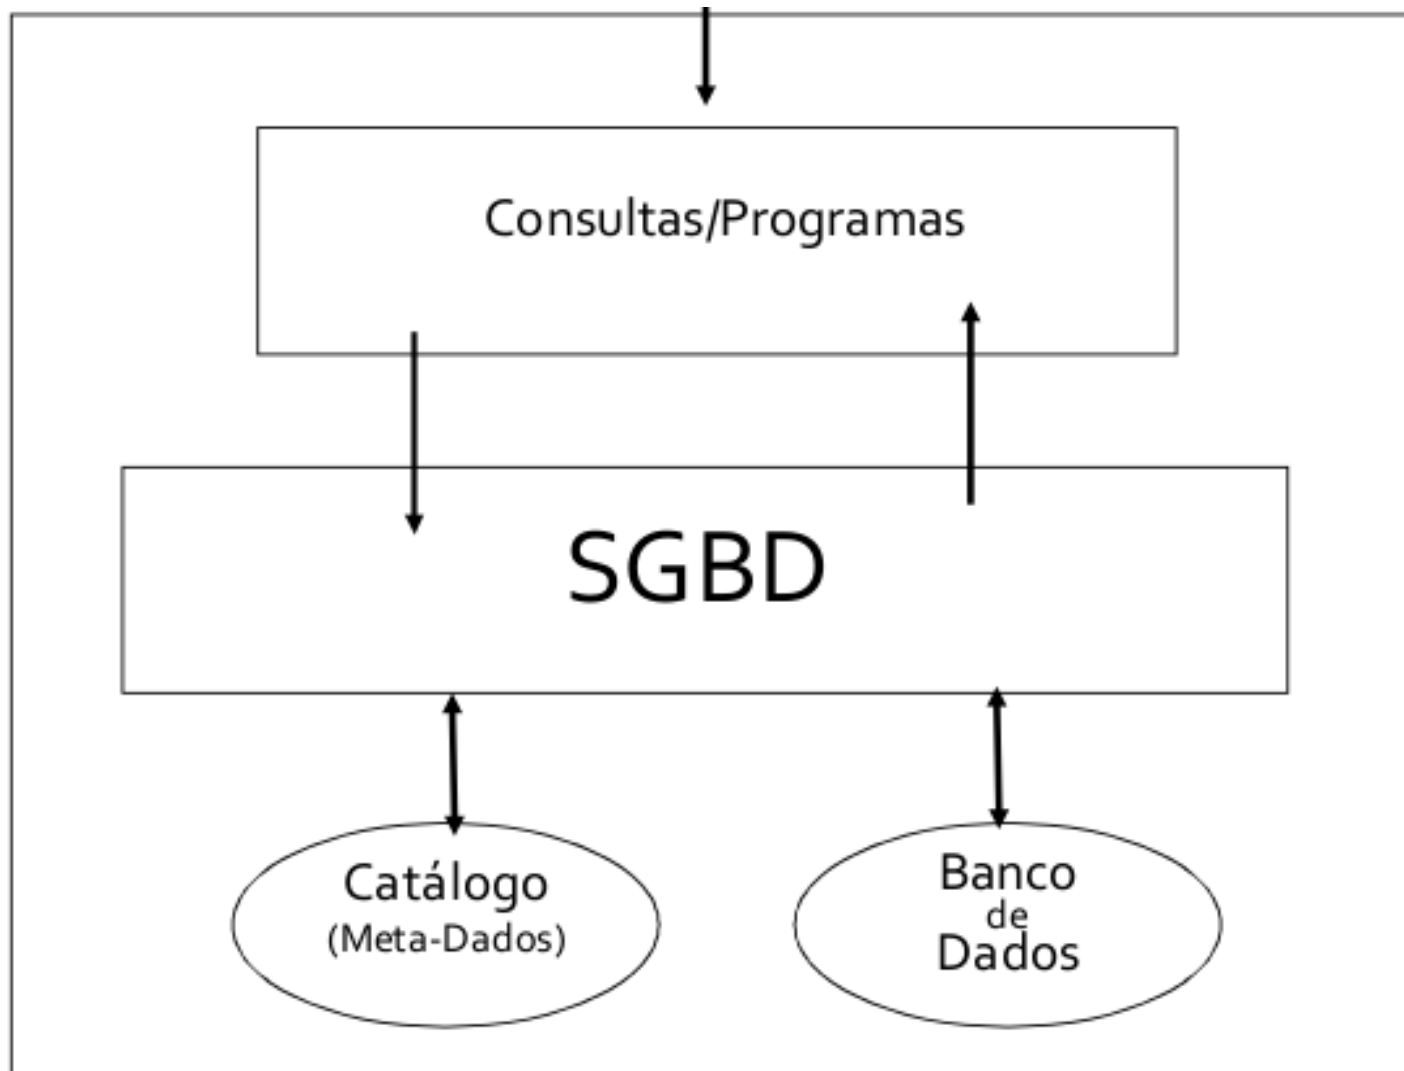 Consultas/Programas
SGBD
Catálogo
(Meta-Dados)
Banco
de
Dados